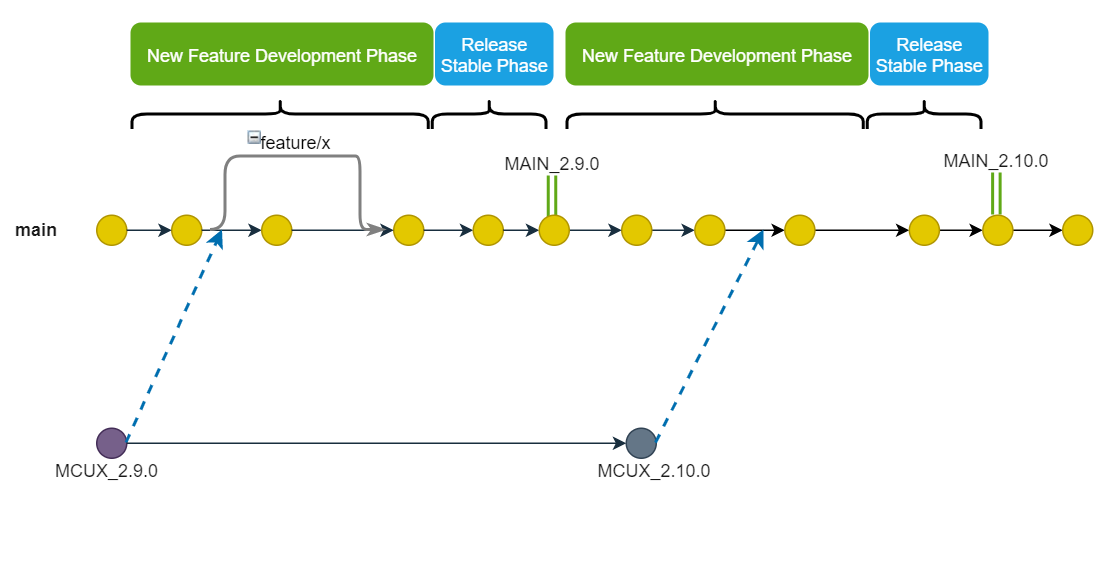 New Feature Development Phase
Release
Stable Phase
New Feature Development Phase
Release
Stable Phase
feature/x
MAIN_2.9.0
MAIN_2.10.0
main
MCUX_2.9.0
MCUX_2.10.0